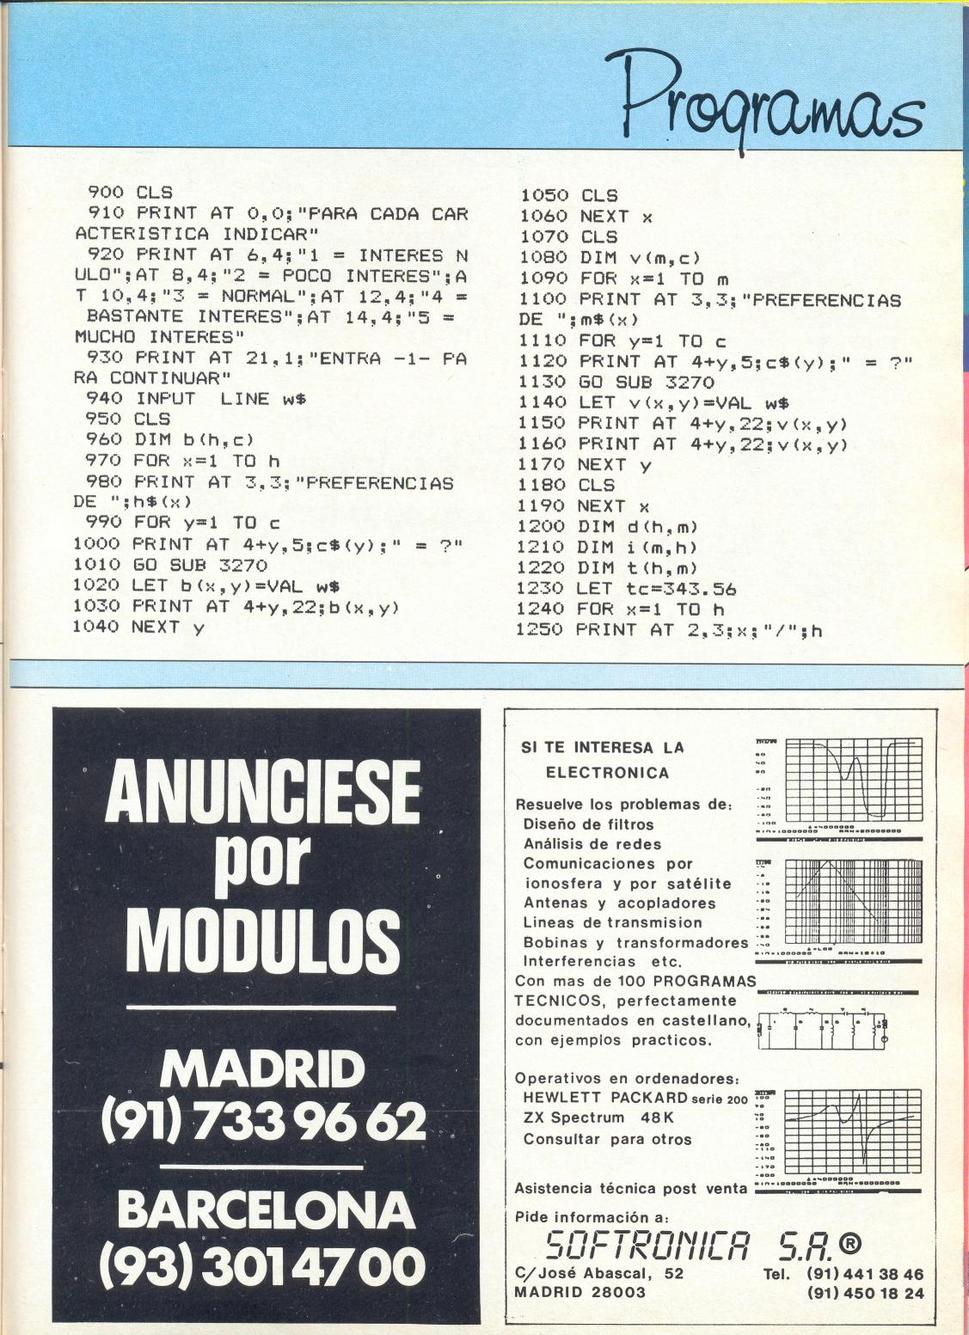 Programas
900 CLS
910 PRINT AT 0,0;"PARA CADA CAR
ACTERISTICA INDICAR"
920 PRINT AT 6,4;"1 = INTERES N
ULO";AT 8,4;"2 = POCO INTERES";A
T 10,4;"3 = NORMAL";AT 12,4;"4 =
BASTANTE INTERES";AT 14,4;"5 =
MUCHO INTERES"
930 PRINT AT 21,1;"ENTRA -1- PA
RA CONTINUAR"
940 INPUT  LINE w$
950 CLS
960 DIM b(h,c)
970 FOR x=1 TO h
980 PRINT AT 3,3;"PREFERENCIAS
DE ";h$(x)
990 FOR y=1 TO c
1000 PRINT AT 4+y,5;c$(y);" = ?"
1010 GO SUB 3270
1020 LET b(x,y)=VAL w$
1030 PRINT AT 4+y,22;b(x,y)
1040 NEXT y
1050 CLS
1060 NEXT x
1070 CLS
1080 DIM v(m,c)
1090 FOR x=1 TO m
1100 PRINT AT 3,3;"PREFERENCIAS
DE ";m$(x)
1110 FOR y=1 TO c
1120 PRINT AT 4+y,5;c$(y);" = ?"
1130 GO SUB 3270
1140 LET v(x,y)=VAL w$
1150 PRINT AT 4+y,22;v(x,y)
1160 PRINT AT 4+y,22;v(x,y)
1170 NEXT y
1180 CLS
1190 NEXT x
1200 DIM d(h,m)
1210 DIM i(m,h)
1220 DIM t(h,m)
1230 LET tc=343.56
1240 FOR x=1 TO h
1250 PRINT AT 2,3;x;"/";h
ANUNCIESE
por
MODULOS
MADRID
(91) 733 96 62
BARCELONA
(93) 301 47 00
SI TE INTERESA LA
ELECTRONICA
Resuelve los problemas de:
Diseño de filtros
Análisis de redes
Comunicaciones por
ionosfera y por satélite
Antenas y acopladores
Lineas de transmision
Bobinas y transformadores
Interferencias etc.
Con mas de 100 PROGRAMAS
TECNICOS, perfectamente
documentados en castellano,
con ejemplos practicos.
Operativos en ordenadores:
HEWLETT PACKARD serie 200
ZX Spectrum 48 K
Consultar para otros
Asistencia técnica post venta
Pide información a:
SOFTRONICA S.A.®
C/José Abascal, 52 Tel. (91) 441 38 46
MADRID 28003 (91) 450 18 24